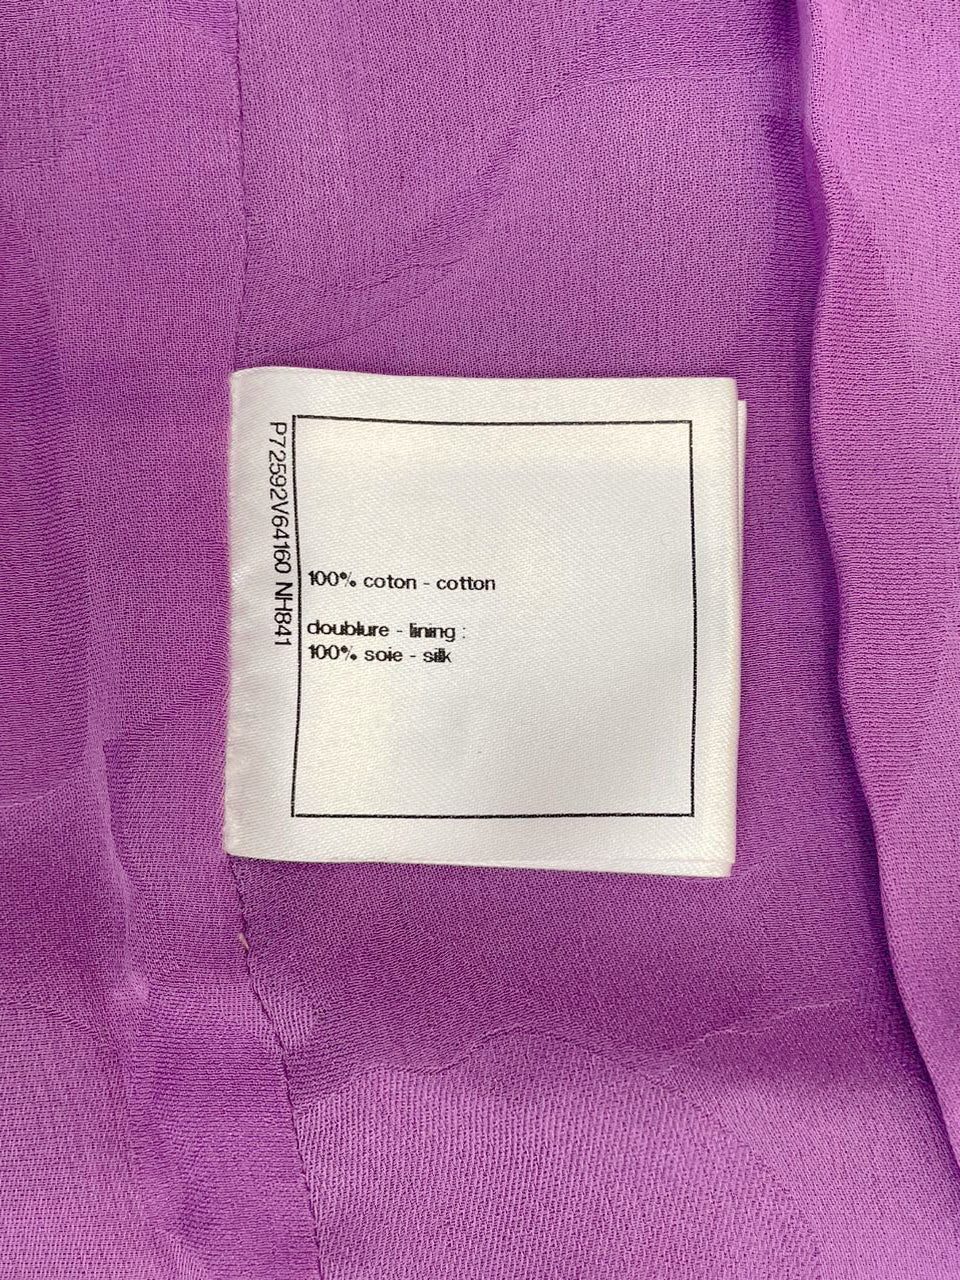 P72592V64160 NH841
100% coton - cotton
doublure - lining :
100% soie - silk